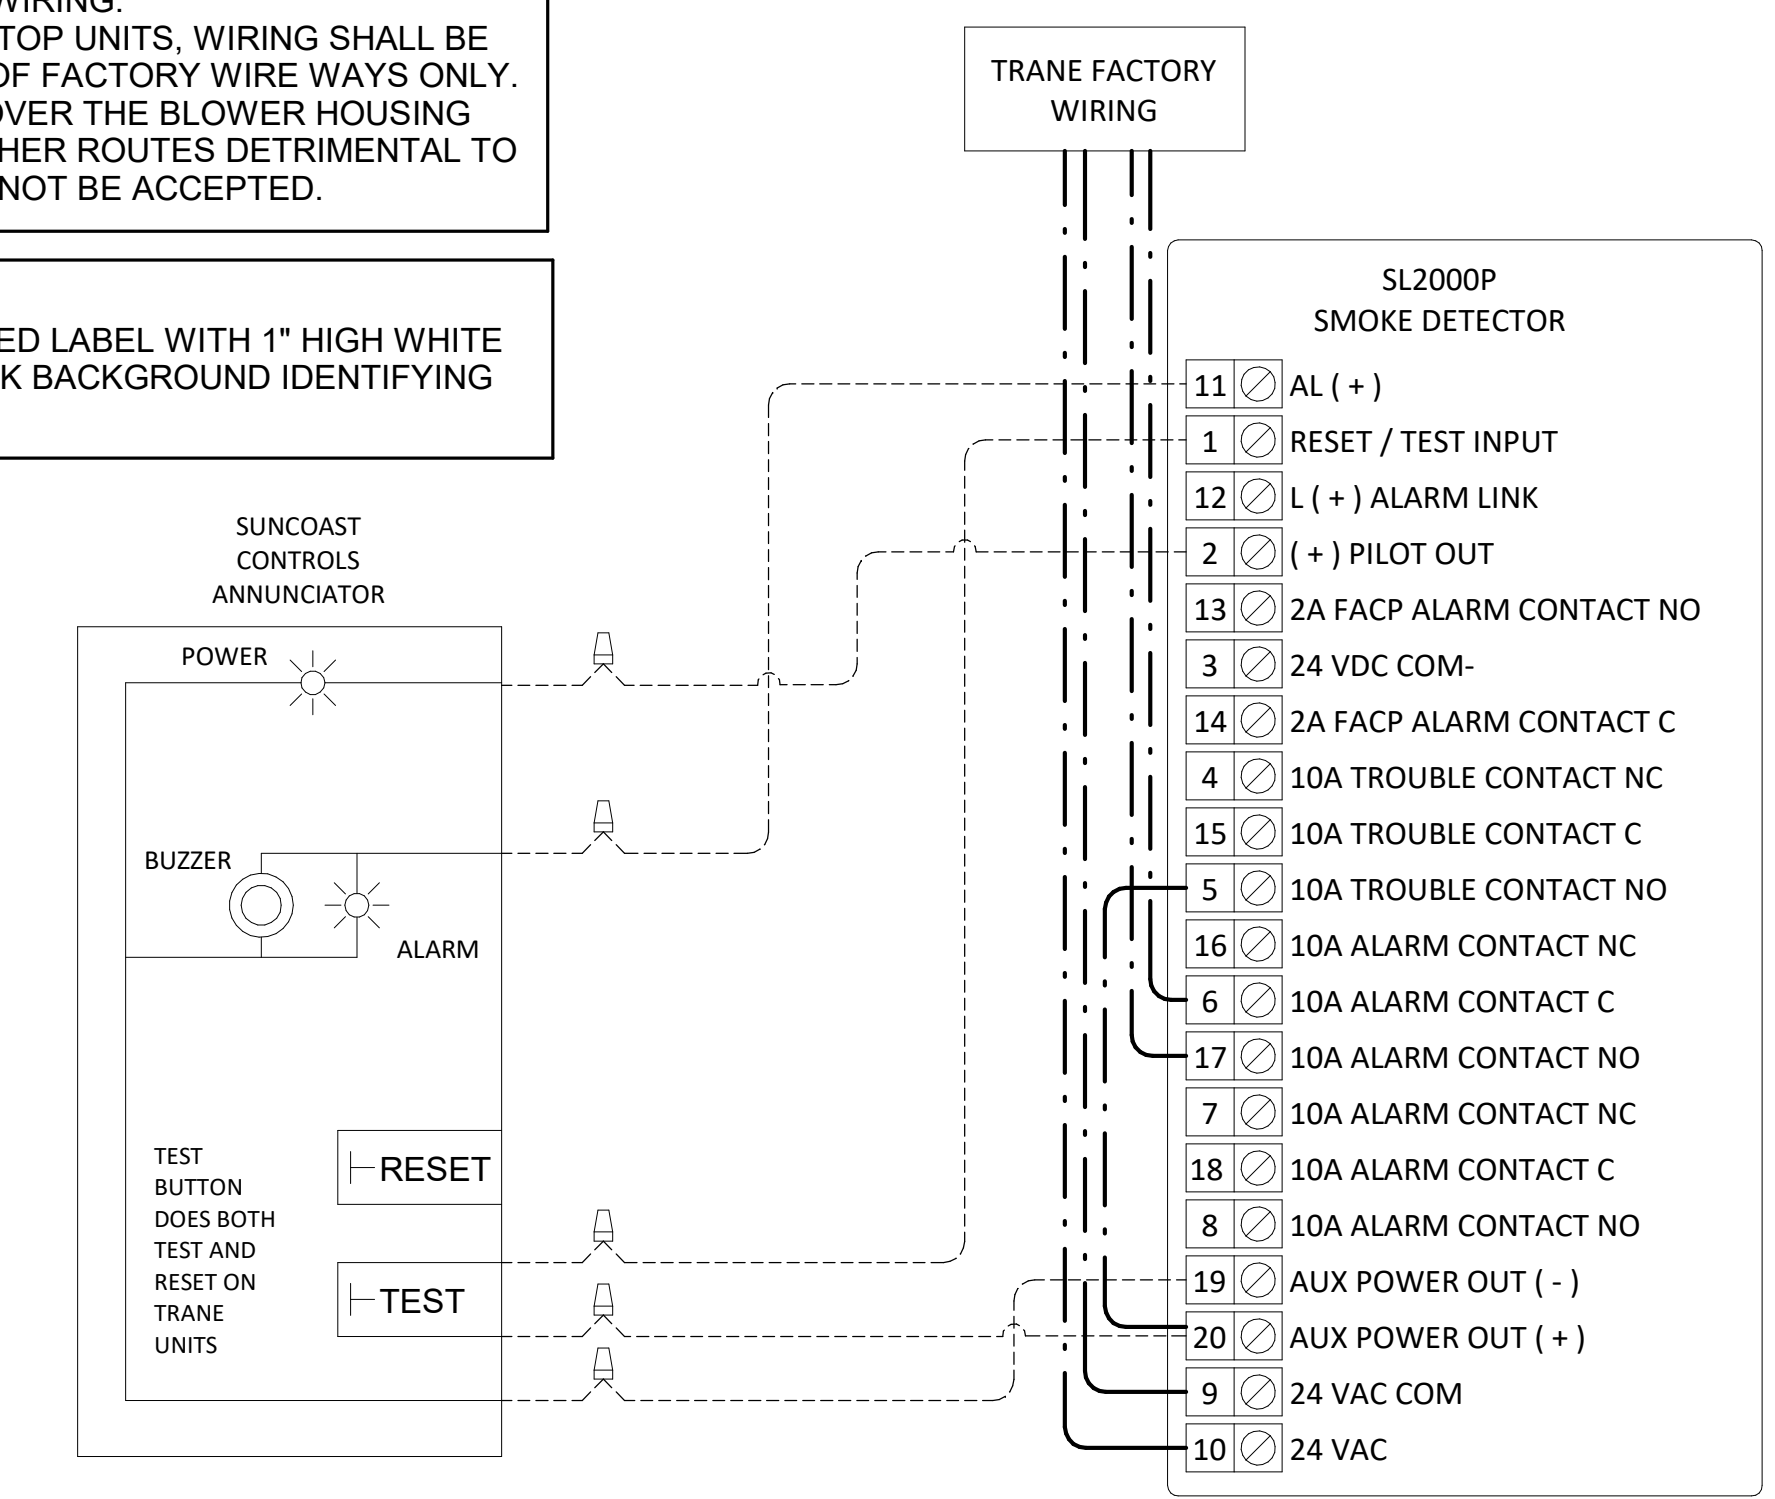 WIRING.
TOP UNITS, WIRING SHALL BE
OF FACTORY WIRE WAYS ONLY.
OVER THE BLOWER HOUSING
HER ROUTES DETRIMENTAL TO
NOT BE ACCEPTED.
ED LABEL WITH 1" HIGH WHITE
K BACKGROUND IDENTIFYING
TRANE FACTORY
WIRING
SUNCOAST
CONTROLS
ANNUNCIATOR
POWER
BUZZER
ALARM
RESET
TEST
TEST
BUTTON
DOES BOTH
TEST AND
RESET ON
TRANE
UNITS
SL2000P
SMOKE DETECTOR
11 AL ( + )
1 RESET / TEST INPUT
12 L ( + ) ALARM LINK
2 ( + ) PILOT OUT
13 2A FACP ALARM CONTACT NO
3 24 VDC COM-
14 2A FACP ALARM CONTACT C
4 10A TROUBLE CONTACT NC
15 10A TROUBLE CONTACT C
5 10A TROUBLE CONTACT NO
16 10A ALARM CONTACT NC
6 10A ALARM CONTACT C
17 10A ALARM CONTACT NO
7 10A ALARM CONTACT NC
18 10A ALARM CONTACT C
8 10A ALARM CONTACT NO
19 AUX POWER OUT ( - )
20 AUX POWER OUT ( + )
9 24 VAC COM
10 24 VAC